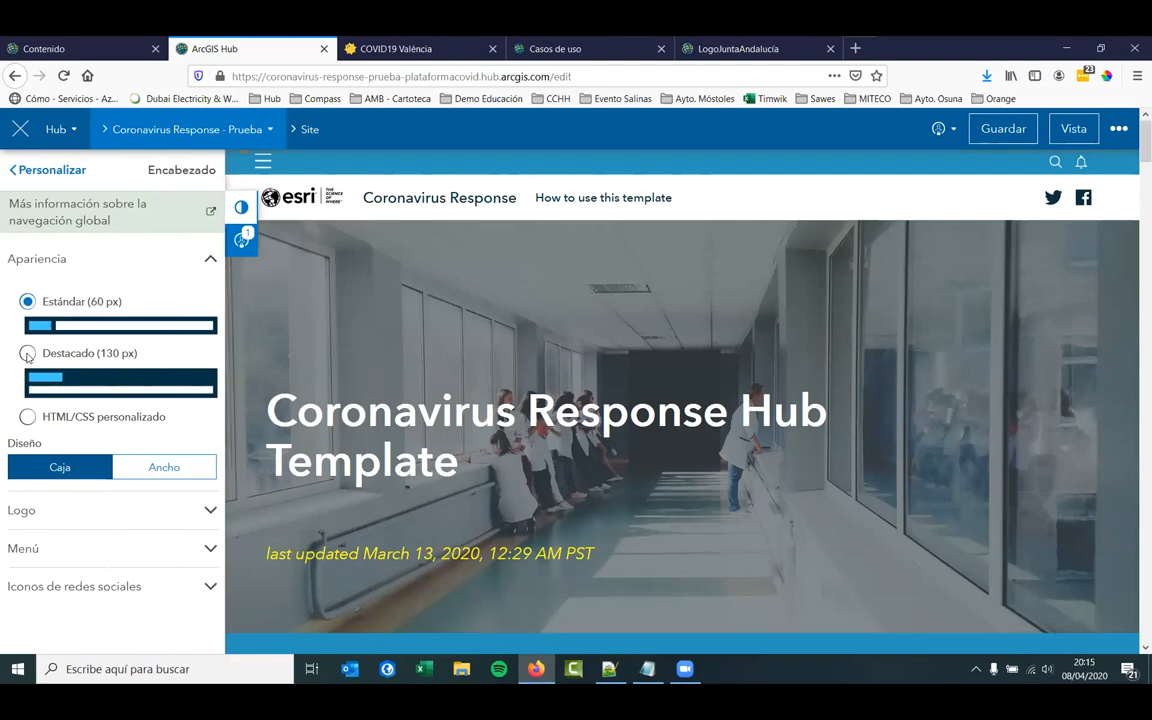 Contenido
ArcGIS Hub
COVID19 València
Casos de uso
LogoJuntaAndalucía
https://coronavirus-response-prueba-plataformacovid.hub.arcgis.com/edit
23
Cómo - Servicios - Az...
Dubai Electricity & W...
Hub
Compass
AMB - Cartoteca
Demo Educación
CCHH
Evento Salinas
Ayto. Móstoles
Timwik
Sawes
MITECO
Ayto. Osuna
Orange
Hub
Coronavirus Response - Prueba
Site
Guardar
Vista
Personalizar
Encabezado
Más información sobre la
navegación global
1
Apariencia
Estándar (60 px)
Destacado (130 px)
HTML/CSS personalizado
Diseño
Caja
Ancho
Logo
Menú
Iconos de redes sociales
esri
THE
SCIENCE
OF WHERE
Coronavirus Response
How to use this template
Coronavirus Response Hub
Template
last updated March 13, 2020, 12:29 AM PST
Escribe aquí para buscar
20:15
08/04/2020
21